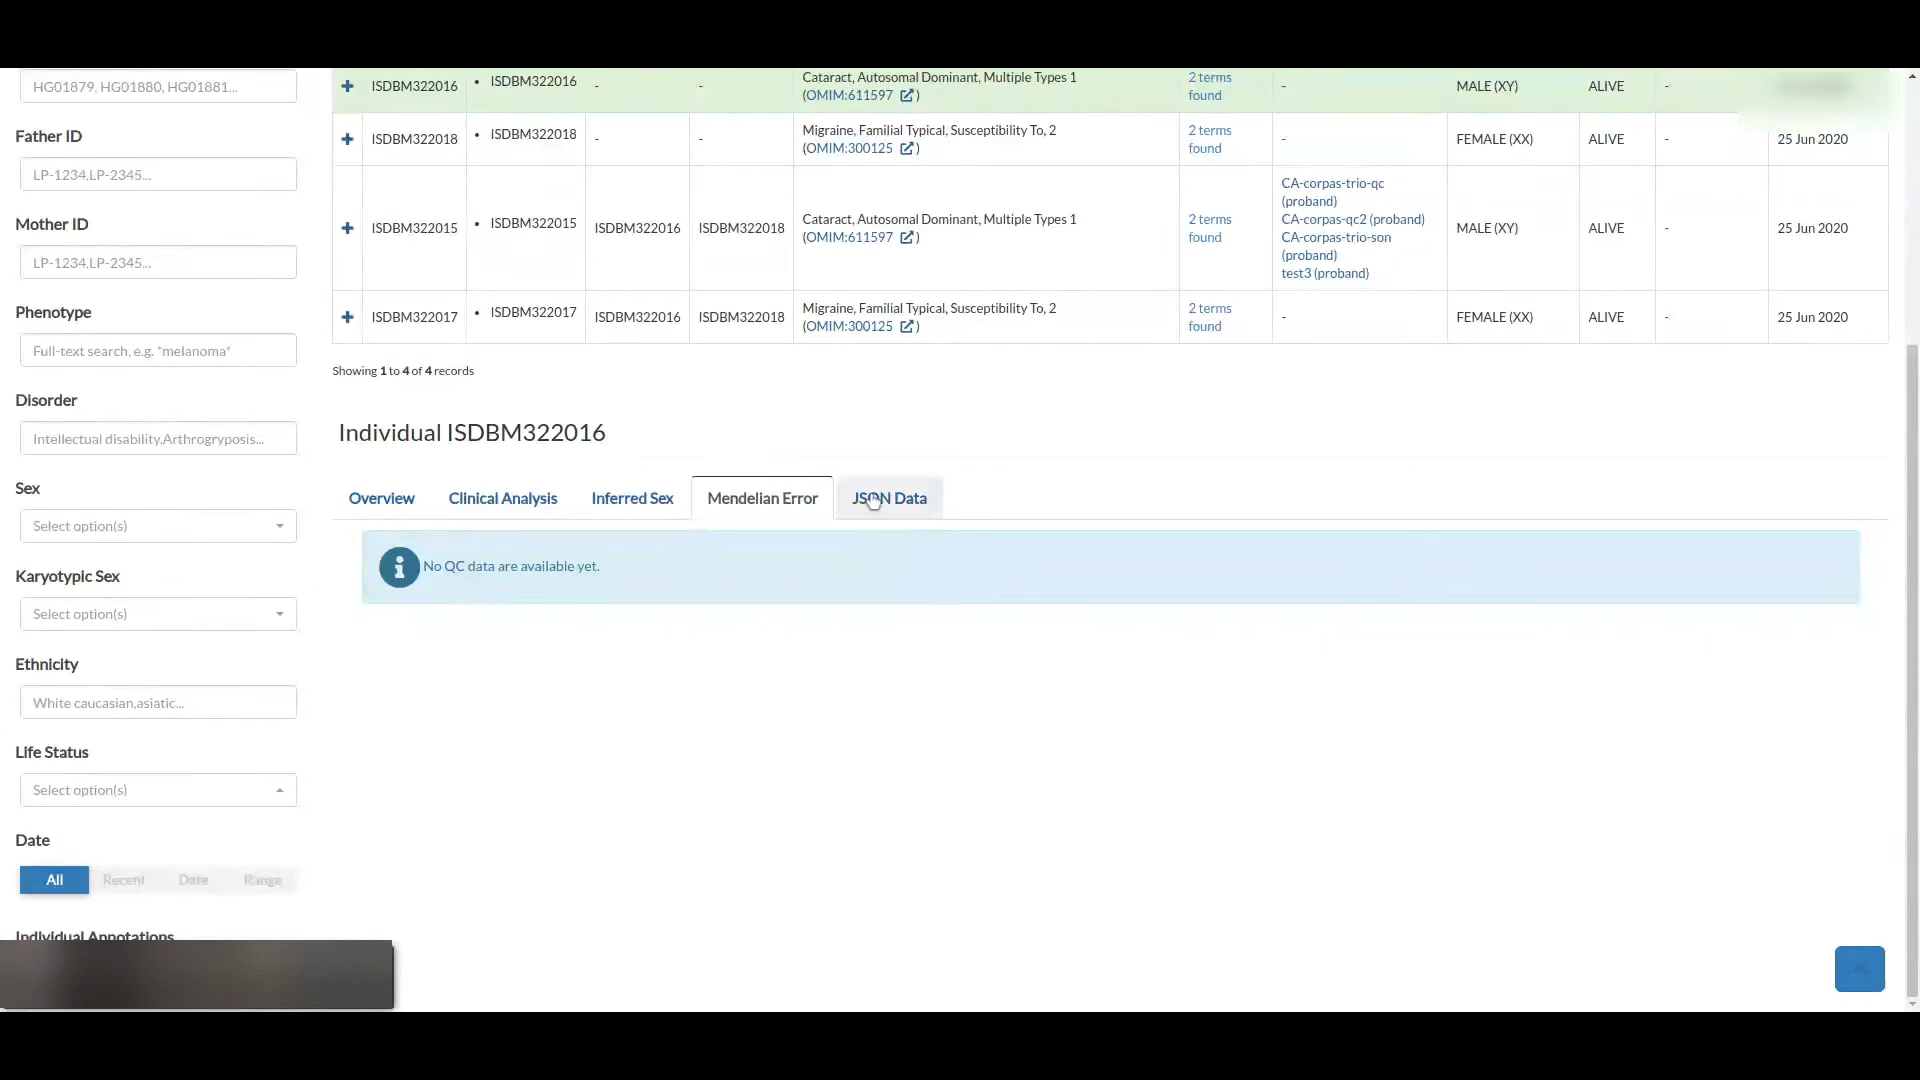 HG01879, HG01880, HG01881...
Father ID
LP-1234,LP-2345...
Mother ID
LP-1234,LP-2345...
Phenotype
Full-text search, e.g. *melanoma*
Disorder
Intellectual disability,Arthrogryposis...
Sex
Select option(s)
Karyotypic Sex
Select option(s)
Ethnicity
White caucasian,asiatic...
Life Status
Select option(s)
Date
All Recent Date Range
Individual Annotations
ISDBM322016 • ISDBM322016 - - Cataract, Autosomal Dominant, Multiple Types 1 2 terms - MALE (XY) ALIVE -
(OMIM:611597 ) found
ISDBM322018 • ISDBM322018 - - Migraine, Familial Typical, Susceptibility To, 2 2 terms - FEMALE (XX) ALIVE - 25 Jun 2020
(OMIM:300125 ) found
CA-corpas-trio-qc
(proband)
ISDBM322015 • ISDBM322015 ISDBM322016 ISDBM322018 Cataract, Autosomal Dominant, Multiple Types 1 2 terms CA-corpas-qc2 (proband) MALE (XY) ALIVE - 25 Jun 2020
(OMIM:611597 ) found CA-corpas-trio-son
(proband)
test3 (proband)
ISDBM322017 • ISDBM322017 ISDBM322016 ISDBM322018 Migraine, Familial Typical, Susceptibility To, 2 2 terms - FEMALE (XX) ALIVE - 25 Jun 2020
(OMIM:300125 ) found
Showing 1 to 4 of 4 records
Individual ISDBM322016
Overview Clinical Analysis Inferred Sex Mendelian Error JSON Data
No QC data are available yet.